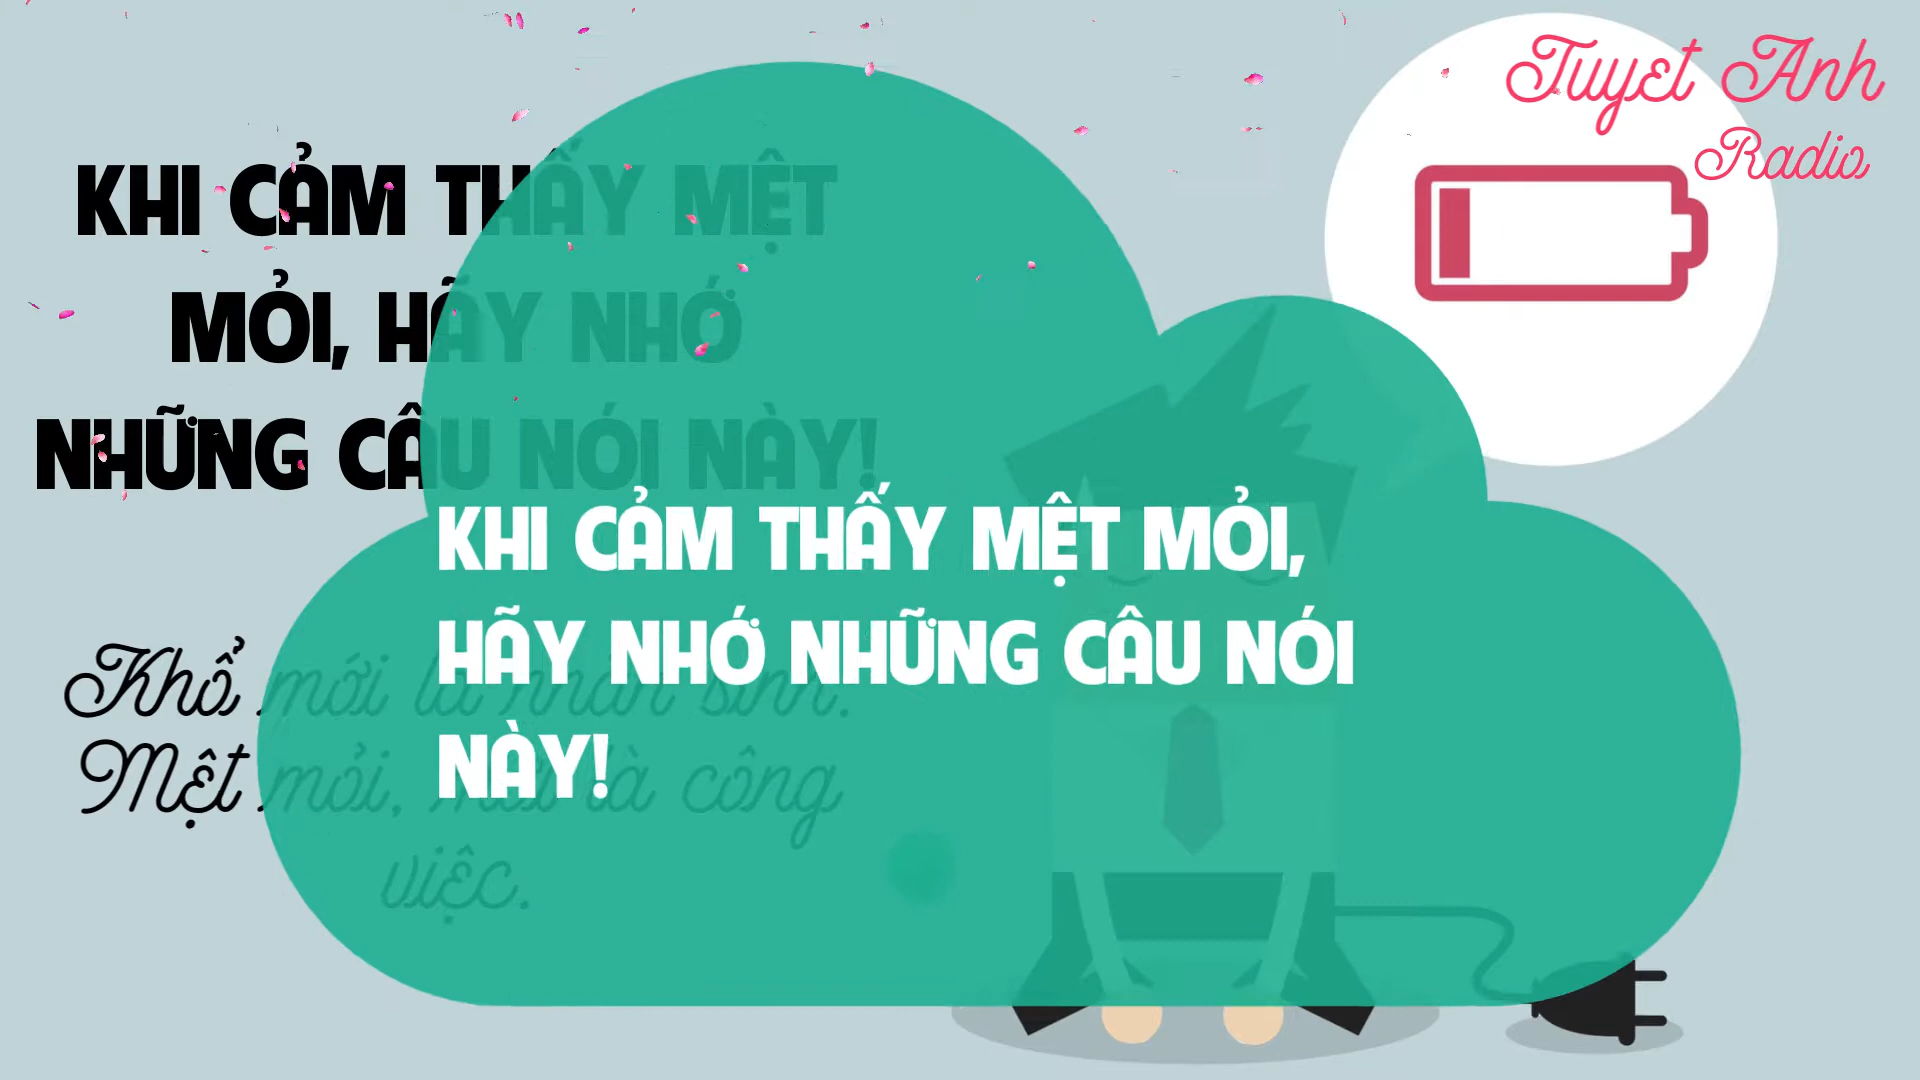 Tuyet Anh
Radio
KHI CẢM THẤY MỆT
MỎI, HÃY NHỚ
NHỮNG CÂU NÓI NÀY!
KHI CẢM THẤY MỆT MỎI,
HÃY NHỚ NHỮNG CÂU NÓI
NÀY!
Khổ mới là nhân sinh.
Mệt mỏi, mới là công
việc.